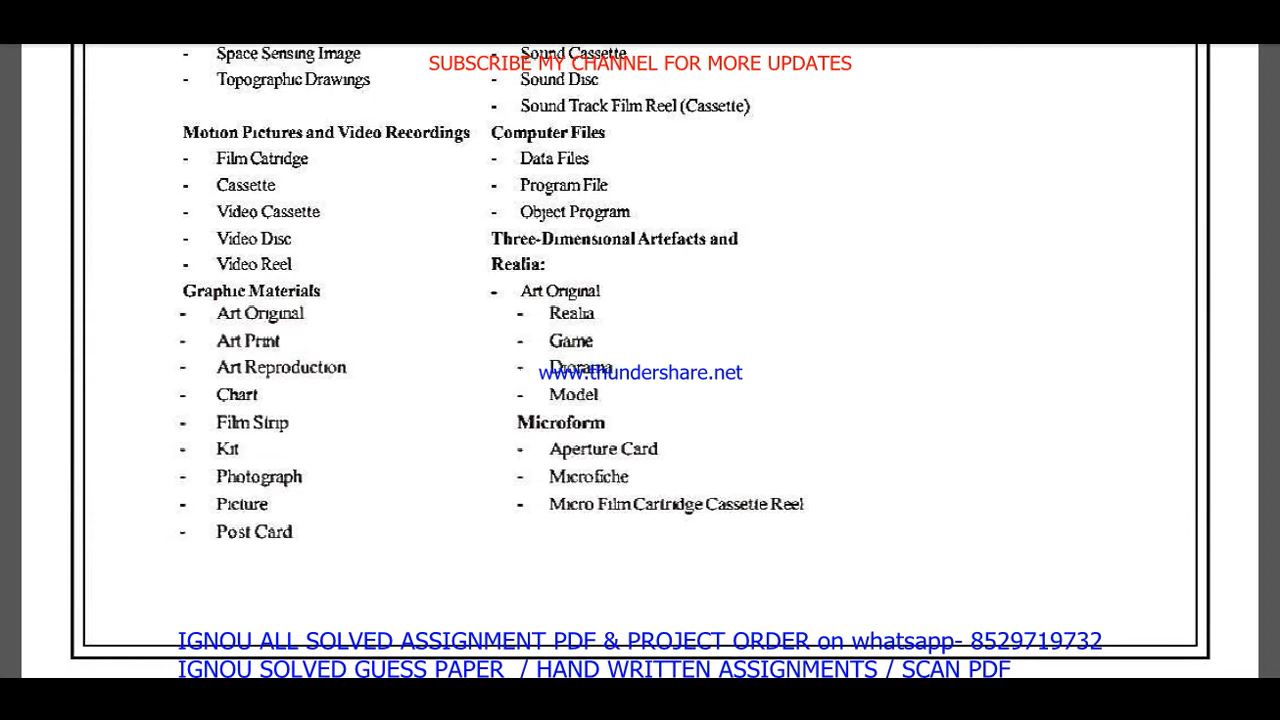 Space Sensing Image
Topographic Drawings
Motion Pictures and Video Recordings
- Film Catridge
- Cassette
- Video Cassette
- Video Disc
- Video Reel
Graphic Materials
- Art Original
- Art Print
- Art Reproduction
- Chart
- Film Strip
- Kit
- Photograph
- Picture
- Post Card
- Sound Cassette
SUBSCRIBE MY CHANNEL FOR MORE UPDATES
- Sound Disc
- Sound Track Film Reel (Cassette)
Computer Files
- Data Files
- Program File
- Object Program
Three-Dimensional Artefacts and
Realia:
- Art Original
- Realia
- Game
- Diorama
www.thundershare.net
- Model
Microform
- Aperture Card
- Microfiche
- Micro Film Cartridge Cassette Reel
IGNOU ALL SOLVED ASSIGNMENT PDF & PROJECT ORDER on whatsapp- 8529719732
IGNOU SOLVED GUESS PAPER / HAND WRITTEN ASSIGNMENTS / SCAN PDF